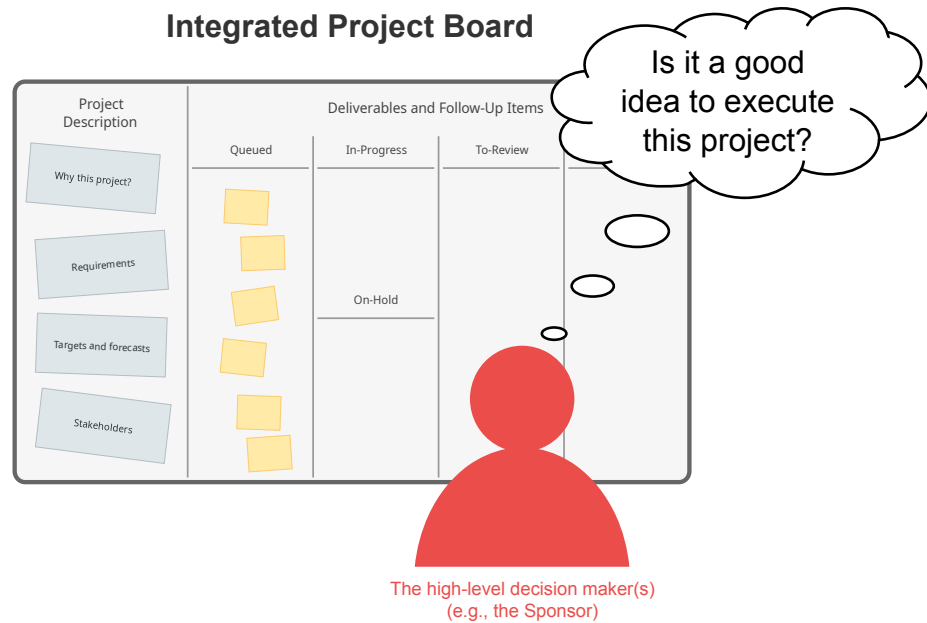 Integrated Project Board
Is it a good
idea to execute
this project?
Project
Description
Deliverables and Follow-Up Items
Queued
In-Progress
To-Review
Why this project?
Requirements
On-Hold
Targets and forecasts
Stakeholders
The high-level decision maker(s)
(e.g., the Sponsor)